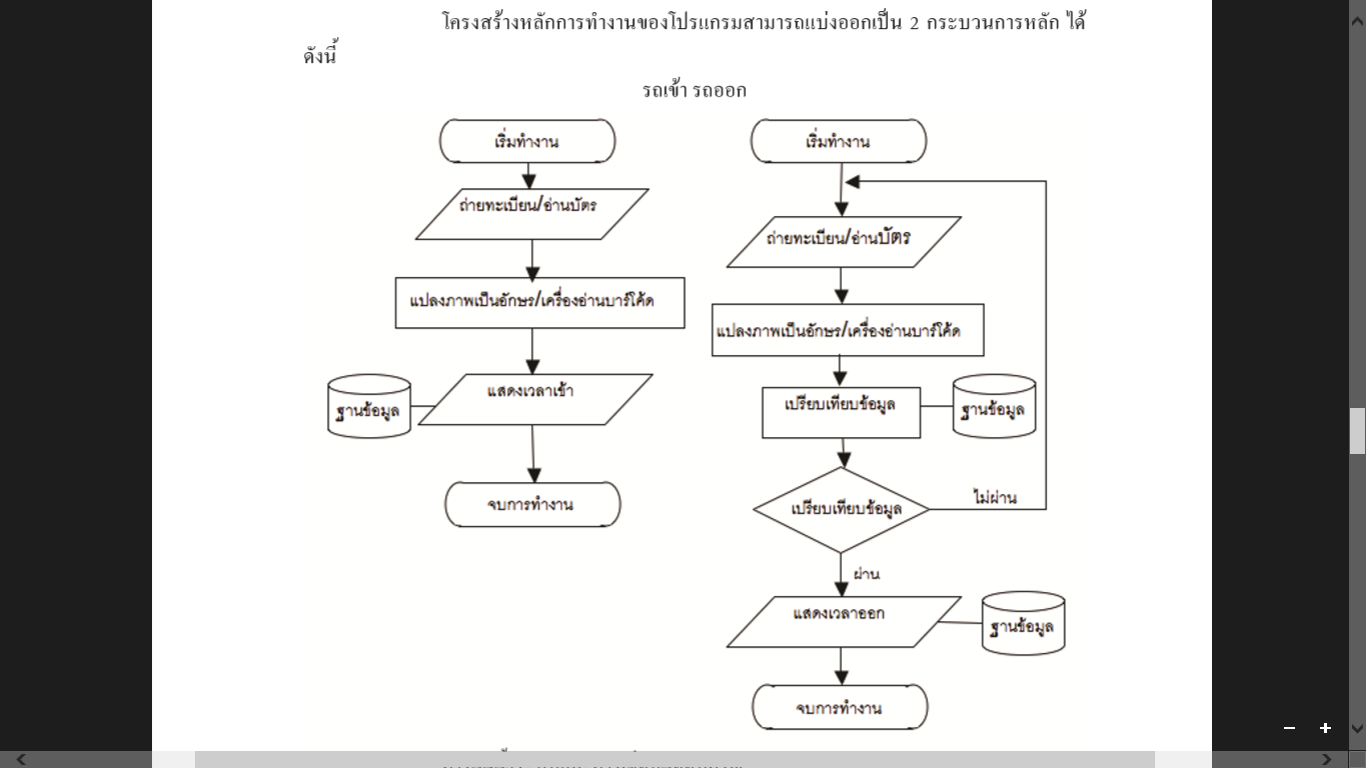 โครงสร้างหลักการทำงานของโปรแกรมสามารถแบ่งออกเป็น 2 กระบวนการหลัก ได้
ดังนี้
รถเข้า รถออก
เริ่มทำงาน
ถ่ายทะเบียน/อ่านบัตร
แปลงภาพเป็นอักษร/เครื่องอ่านบาร์โค้ด
แสดงเวลาเข้า
ฐานข้อมูล
จบการทำงาน
เริ่มทำงาน
ถ่ายทะเบียน/อ่านบัตร
แปลงภาพเป็นอักษร/เครื่องอ่านบาร์โค้ด
เปรียบเทียบข้อมูล
ฐานข้อมูล
เปรียบเทียบข้อมูล
ไม่ผ่าน
ผ่าน
แสดงเวลาออก
ฐานข้อมูล
จบการทำงาน